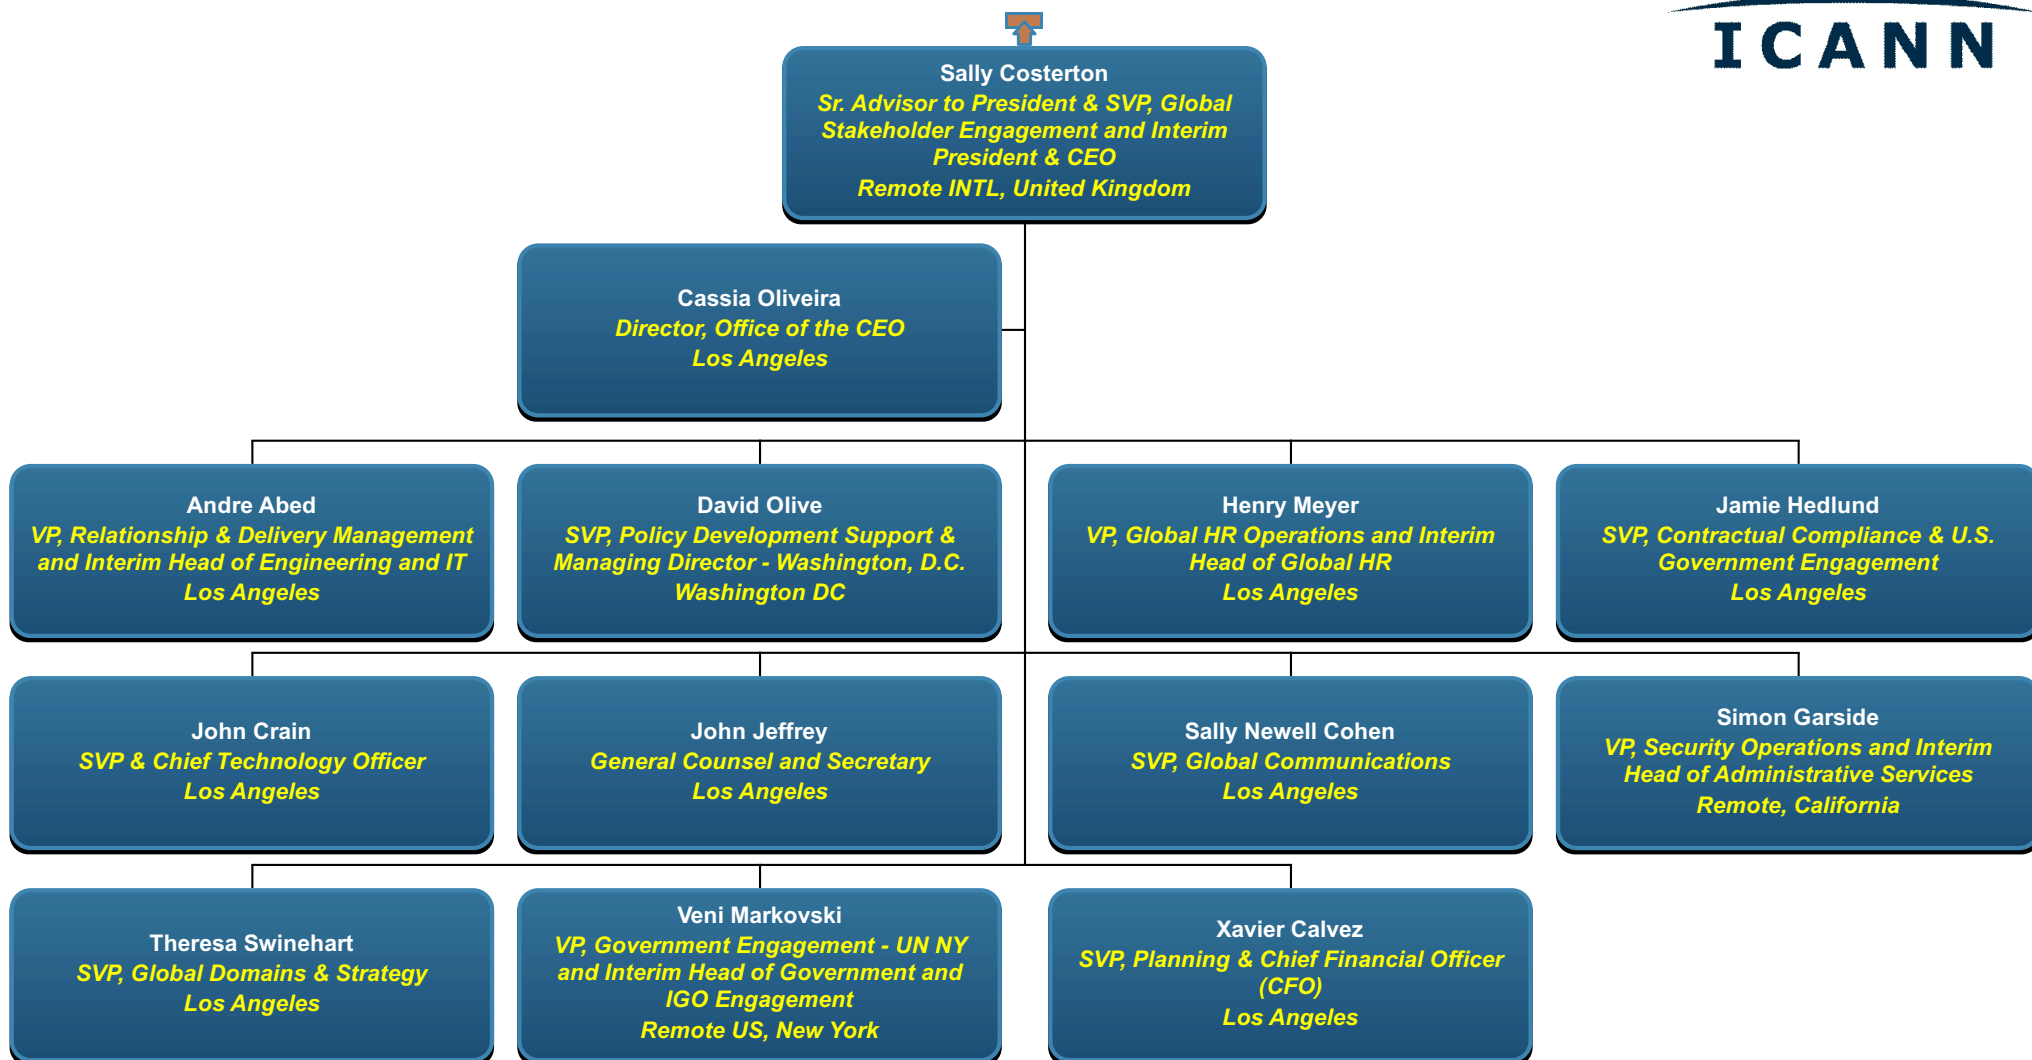 ICANN
Sally Costerton
Sr. Advisor to President & SVP, Global
Stakeholder Engagement and Interim
President & CEO
Remote INTL, United Kingdom
Cassia Oliveira
Director, Office of the CEO
Los Angeles
Andre Abed
VP, Relationship & Delivery Management
and Interim Head of Engineering and IT
Los Angeles
David Olive
SVP, Policy Development Support &
Managing Director - Washington, D.C.
Washington DC
Henry Meyer
VP, Global HR Operations and Interim
Head of Global HR
Los Angeles
Jamie Hedlund
SVP, Contractual Compliance & U.S.
Government Engagement
Los Angeles
John Crain
SVP & Chief Technology Officer
Los Angeles
John Jeffrey
General Counsel and Secretary
Los Angeles
Sally Newell Cohen
SVP, Global Communications
Los Angeles
Simon Garside
VP, Security Operations and Interim
Head of Administrative Services
Remote, California
Theresa Swinehart
SVP, Global Domains & Strategy
Los Angeles
Veni Markovski
VP, Government Engagement - UN NY
and Interim Head of Government and
IGO Engagement
Remote US, New York
Xavier Calvez
SVP, Planning & Chief Financial Officer
(CFO)
Los Angeles